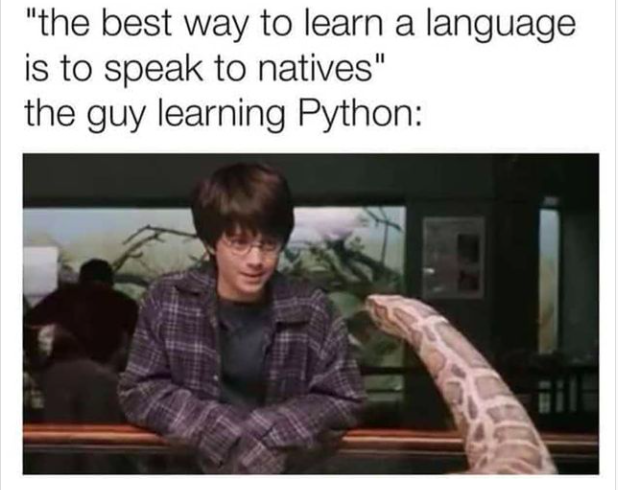 "the best way to learn a language
is to speak to natives"
the guy learning Python: